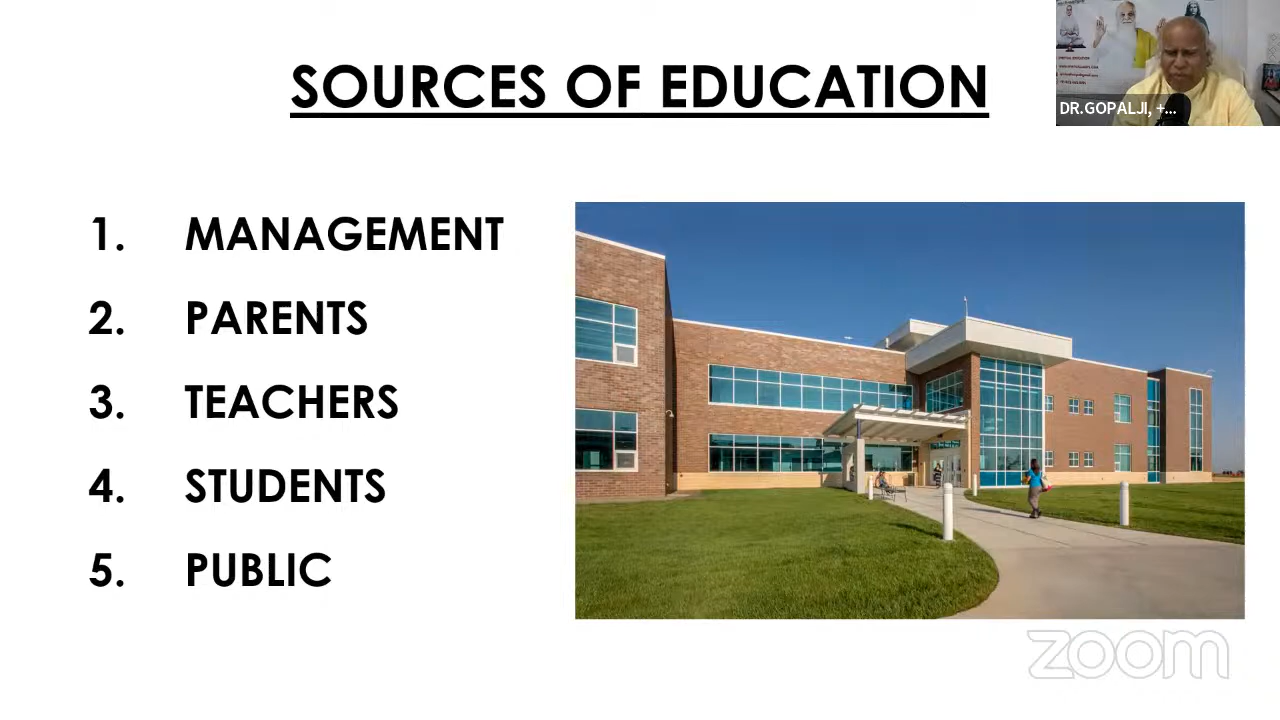 SOURCES OF EDUCATION
DR.GOPALJI, +...
1. MANAGEMENT
2. PARENTS
3. TEACHERS
4. STUDENTS
5. PUBLIC
zoom